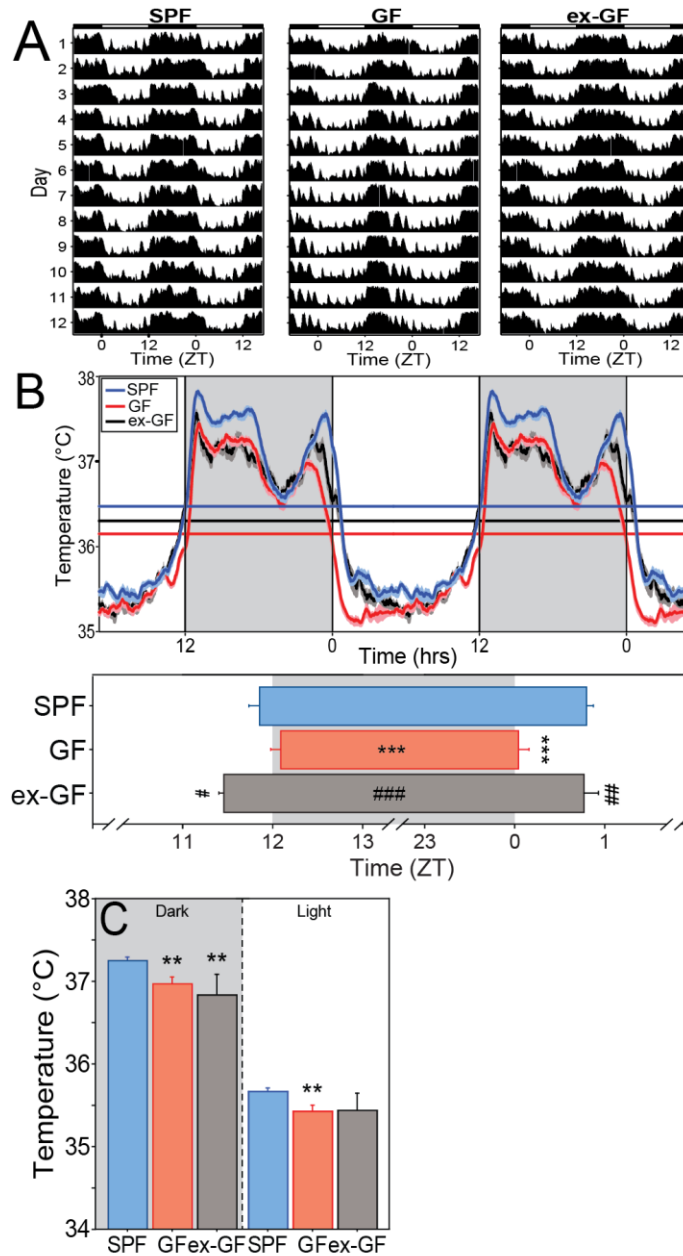 A
SPF GF ex-GF
1
2
3
4
5
6
7
8
9
10
11
12
Day
0 12 0 12 0 12 0 12 0 12 0 12
Time (ZT) Time (ZT) Time (ZT)
B
38
SPF
GF
ex-GF
37
36
35
Temperature (°C)
12 0 12 0
Time (hrs)
SPF
GF *** ***
ex-GF # ### ##
11 12 13 23 0 1
Time (ZT)
C
38
Dark Light
** ** **
37
36
35
34
Temperature (°C)
SPF GF ex-GF SPF GF ex-GF